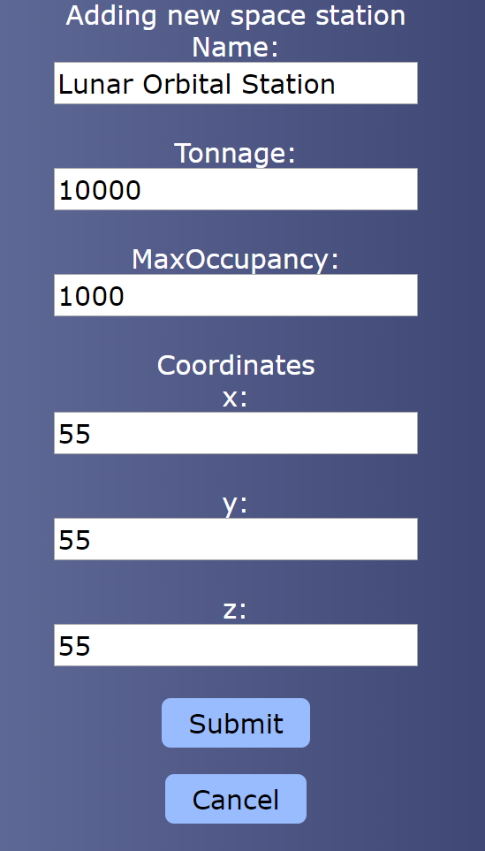 Adding new space station
Name:
Lunar Orbital Station
Tonnage:
10000
MaxOccupancy:
1000
Coordinates
x:
55
y:
55
z:
55
Submit
Cancel